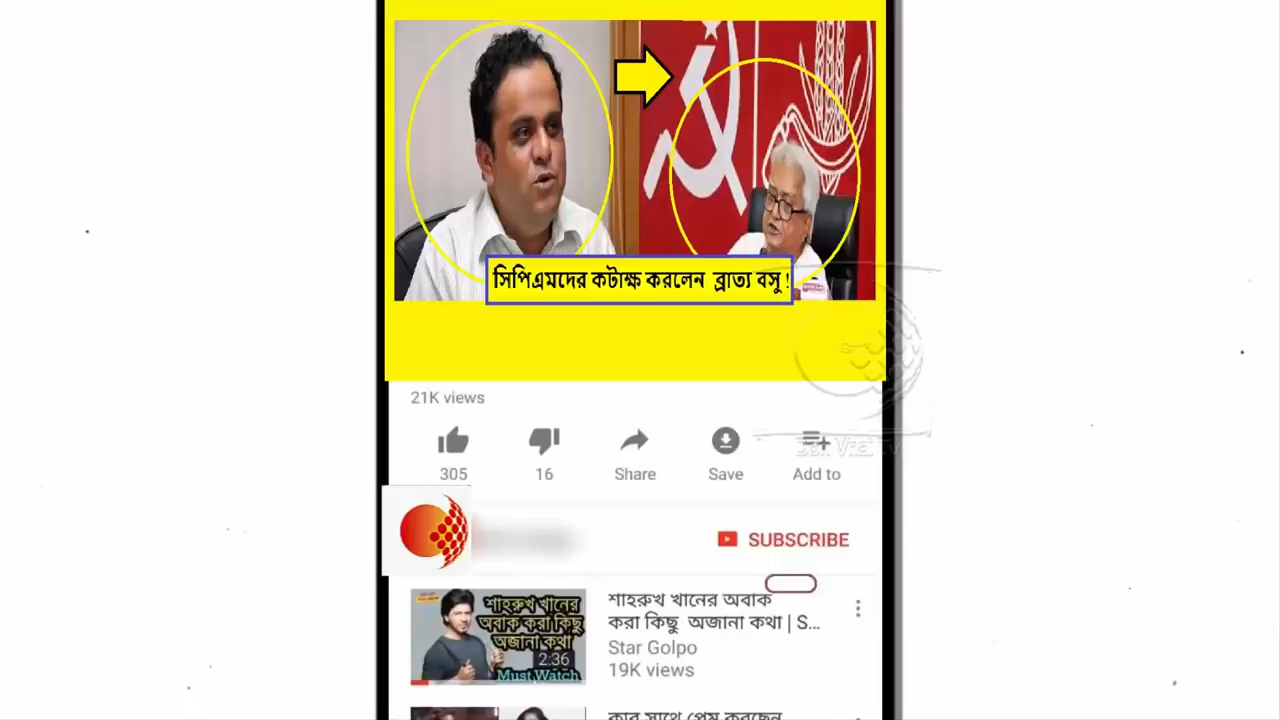 সিপিএমদের কটাক্ষ করলেন ব্রাত্য বসু !
21K views
305
16
Share
Save
Add to
SUBSCRIBE
শাহরুখ খানের
অবাক করা কিছু
অজানা কথা
2:36
Must Watch
শাহরুখ খানের অবাক
করা কিছু অজানা কথা | S...
Star Golpo
19K views
কার সাথে প্রেম করছেন